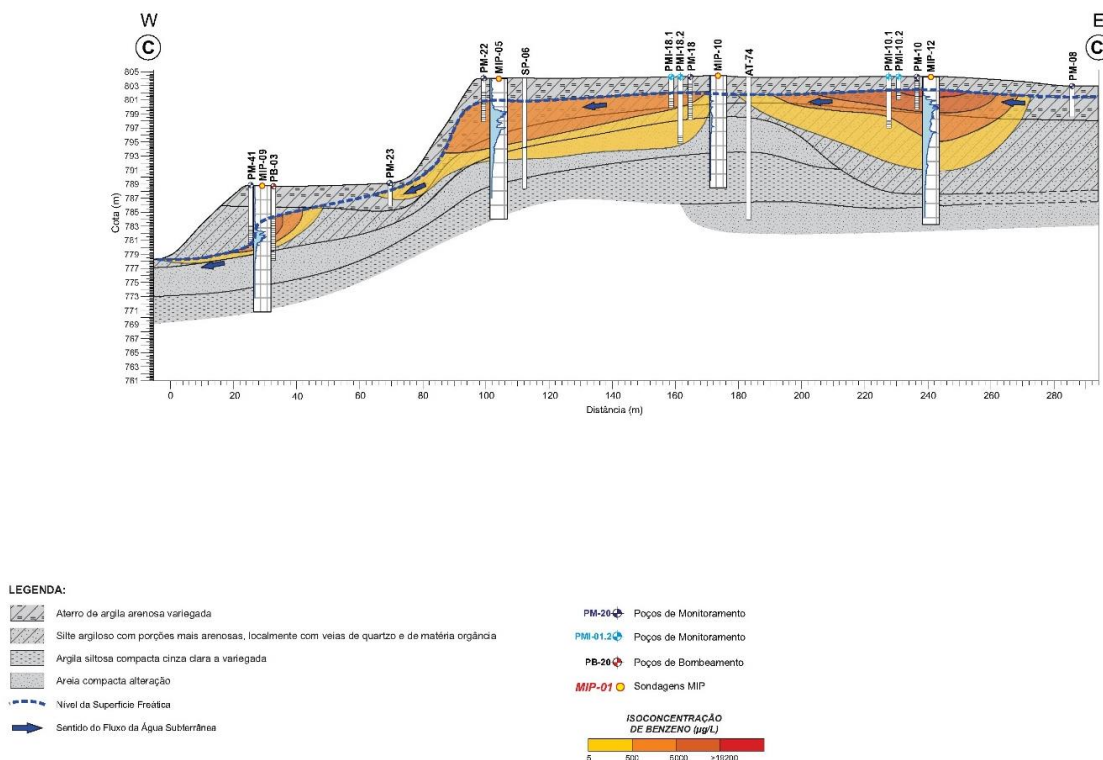 W
E
C
C
PM-22
MIP-05
SP-06
PMI-18.1
PMI-18.2
PM-18
MIP-10
AT-74
PMI-10.1
PMI-10.2
PM-10
MIP-12
PM-08
PM-41
MIP-09
PB-03
PM-23
Cota (m)
805
803
801
799
797
795
793
791
789
787
785
783
781
779
777
775
773
771
769
767
765
763
781
0 20 40 60 80 100 120 140 160 180 200 220 240 260 280
Distância (m)
LEGENDA:
Aterro de argila arenosa variegada
Silte argiloso com porções mais arenosas, localmente com veias de quartzo e de matéria orgância
Argila siltosa compacta cinza clara a variegada
Areia compacta alteração
Nível da Superfície Freática
Sentido do Fluxo da Água Subterrânea
PM-20 Poços de Monitoramento
PMI-01.2 Poços de Monitoramento
PB-20 Poços de Bombeamento
MIP-01 Sondagens MIP
ISOCONCENTRAÇÃO
DE BENZENO (µg/L)
5 500 5000 >18200